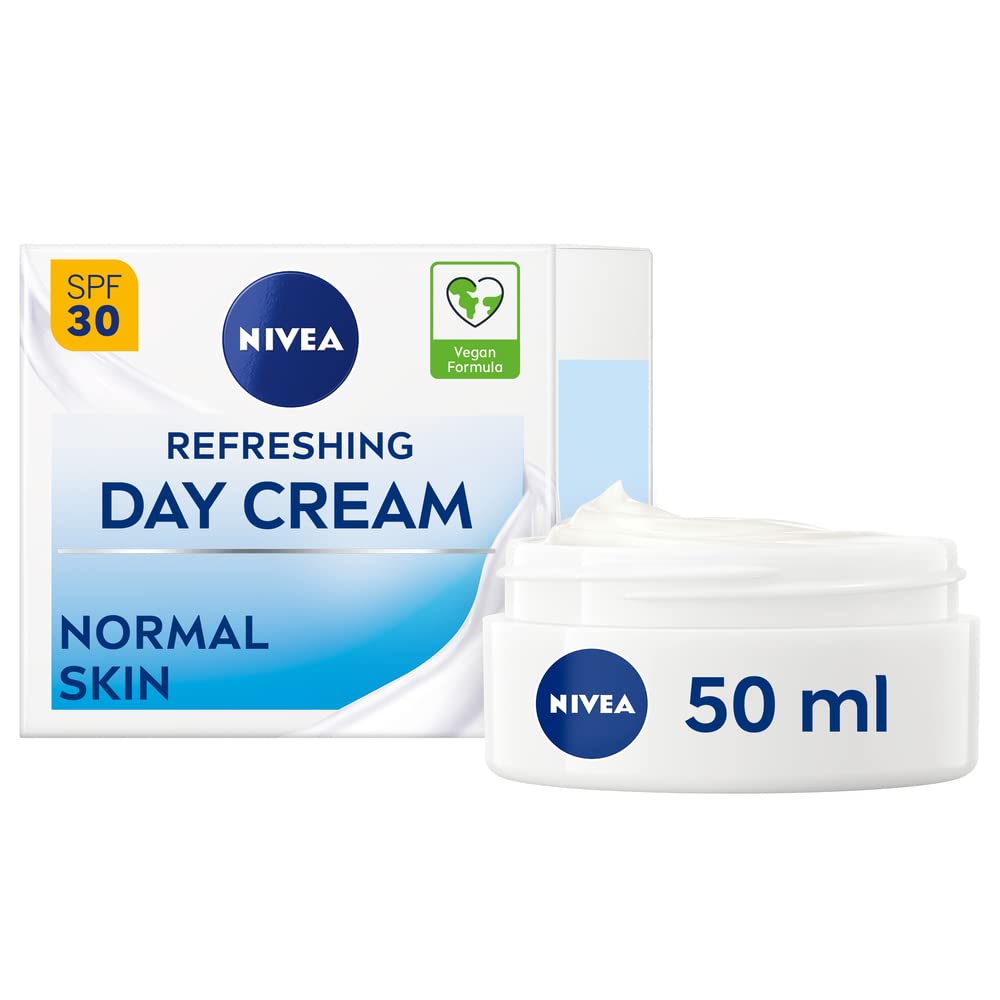 SPF
30
NIVEA
Vegan
Formula
REFRESHING
DAY CREAM
NORMAL
SKIN
NIVEA
50 ml